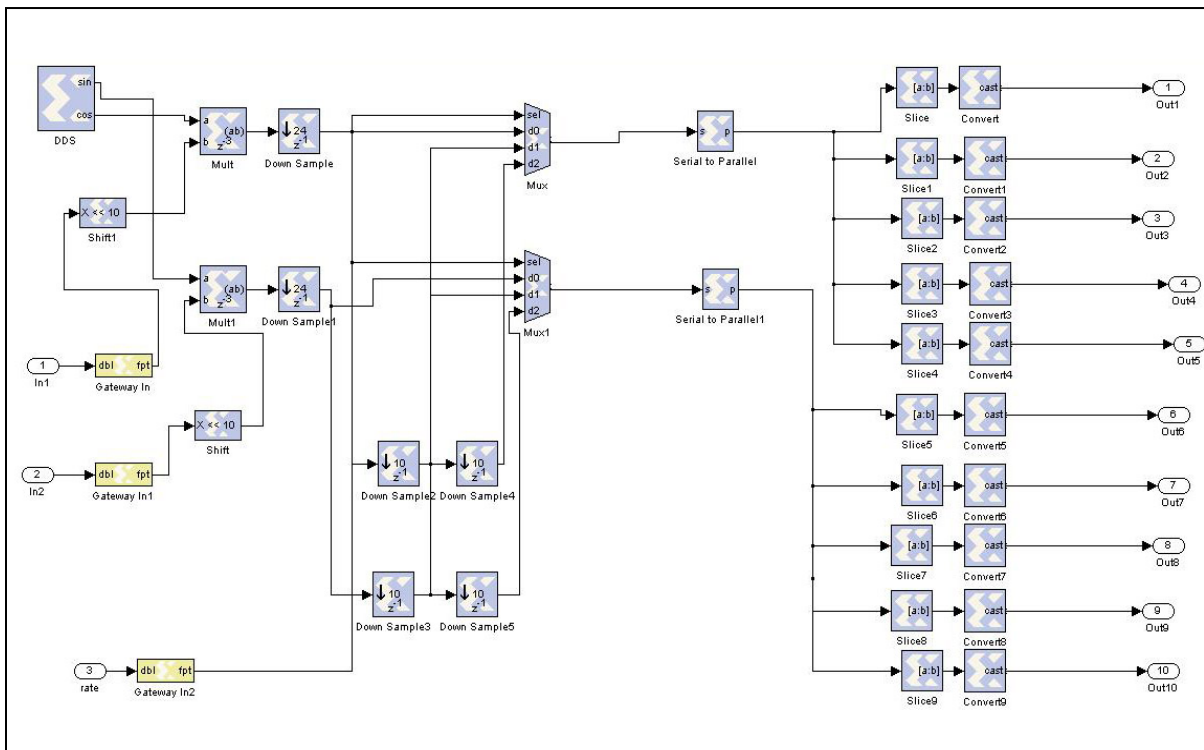 sin
cos
DDS
a
b
(ab)
z-3
Mult
↓ 24
z-1
Down Sample
X << 10
Shift1
a
b
(ab)
z-3
Mult1
↓ 24
z-1
Down Sample1
1
In1
dbl fpt
Gateway In
X << 10
Shift
2
In2
dbl fpt
Gateway In1
sel
d0
d1
d2
Mux
sel
d0
d1
d2
Mux1
↓ 10
z-1
Down Sample2
↓ 10
z-1
Down Sample4
↓ 10
z-1
Down Sample3
↓ 10
z-1
Down Sample5
3
rate
dbl fpt
Gateway In2
s p
Serial to Parallel
s p
Serial to Parallel1
[a:b]
Slice
cast
Convert
1
Out1
[a:b]
Slice1
cast
Convert1
2
Out2
[a:b]
Slice2
cast
Convert2
3
Out3
[a:b]
Slice3
cast
Convert3
4
Out4
[a:b]
Slice4
cast
Convert4
5
Out5
[a:b]
Slice5
cast
Convert5
6
Out6
[a:b]
Slice6
cast
Convert6
7
Out7
[a:b]
Slice7
cast
Convert7
8
Out8
[a:b]
Slice8
cast
Convert8
9
Out9
[a:b]
Slice9
cast
Convert9
10
Out10